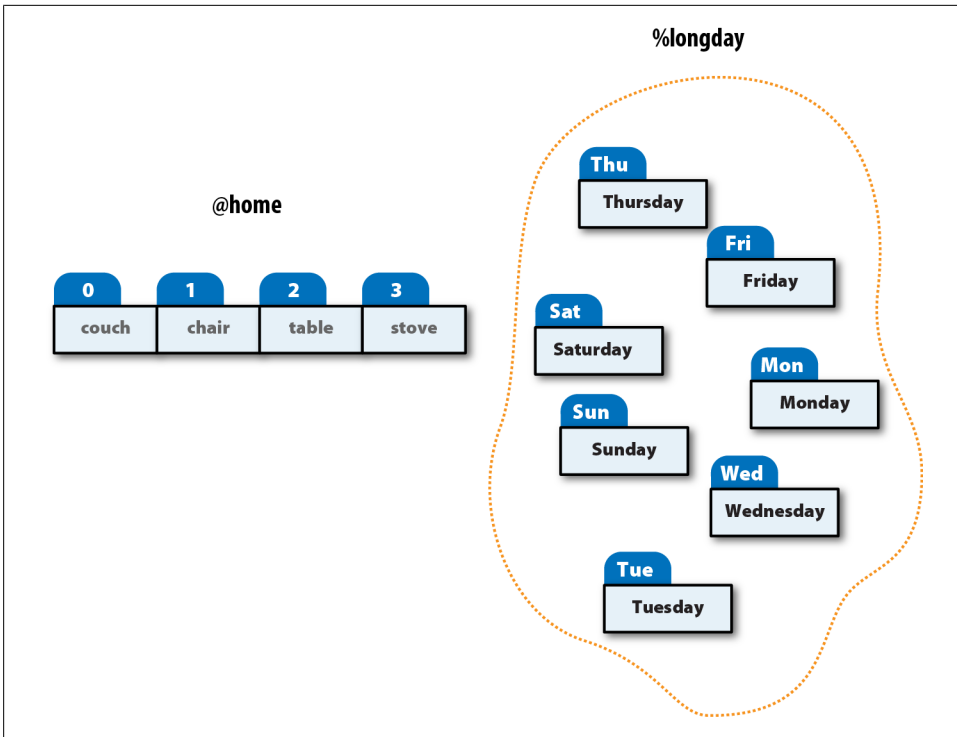 %longday
@home
0 1 2 3
couch chair table stove
Thu
Thursday
Fri
Friday
Sat
Saturday
Mon
Monday
Sun
Sunday
Wed
Wednesday
Tue
Tuesday